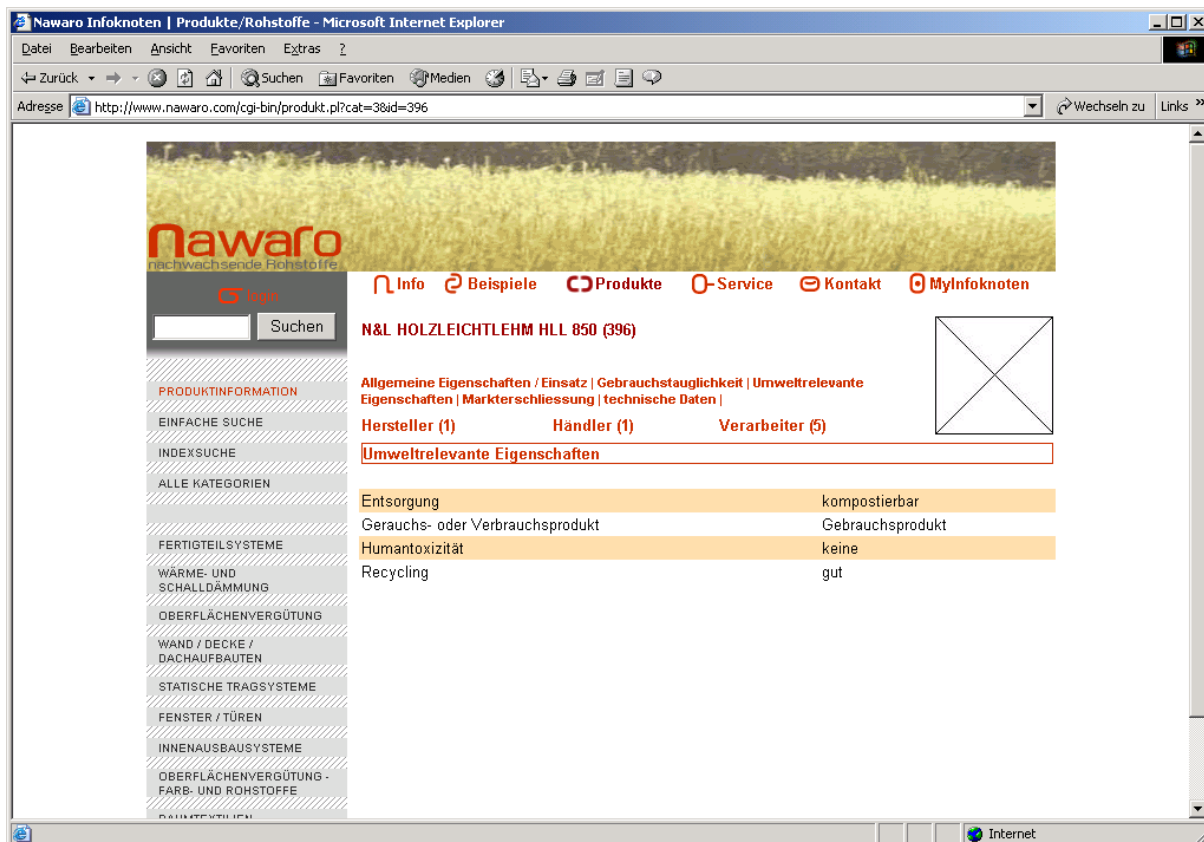 Nawaro Infoknoten | Produkte/Rohstoffe - Microsoft Internet Explorer
Datei Bearbeiten Ansicht Favoriten Extras ?
Zurück Suchen Favoriten Medien
Adresse http://www.nawaro.com/cgi-bin/produkt.pl?cat=3&id=396 Wechseln zu Links »
nawaro
nachwachsende Rohstoffe
login
Suchen
Info Beispiele Produkte Service Kontakt MyInfoknoten
N&L HOLZLEICHTLEHM HLL 850 (396)
Allgemeine Eigenschaften / Einsatz | Gebrauchstauglichkeit | Umweltrelevante
Eigenschaften | Markterschliessung | technische Daten |
Hersteller (1) Händler (1) Verarbeiter (5)
Umweltrelevante Eigenschaften
Entsorgung kompostierbar
Gerauchs- oder Verbrauchsprodukt Gebrauchsprodukt
Humantoxizität keine
Recycling gut
PRODUKTINFORMATION
EINFACHE SUCHE
INDEXSUCHE
ALLE KATEGORIEN
FERTIGTEILSYSTEME
WÄRME- UND
SCHALLDÄMMUNG
OBERFLÄCHENVERGÜTUNG
WAND / DECKE /
DACHAUFBAUTEN
STATISCHE TRAGSYSTEME
FENSTER / TÜREN
INNENAUSBAUSYSTEME
OBERFLÄCHENVERGÜTUNG -
FARB- UND ROHSTOFFE
RAUMTEXTILIEN
Internet